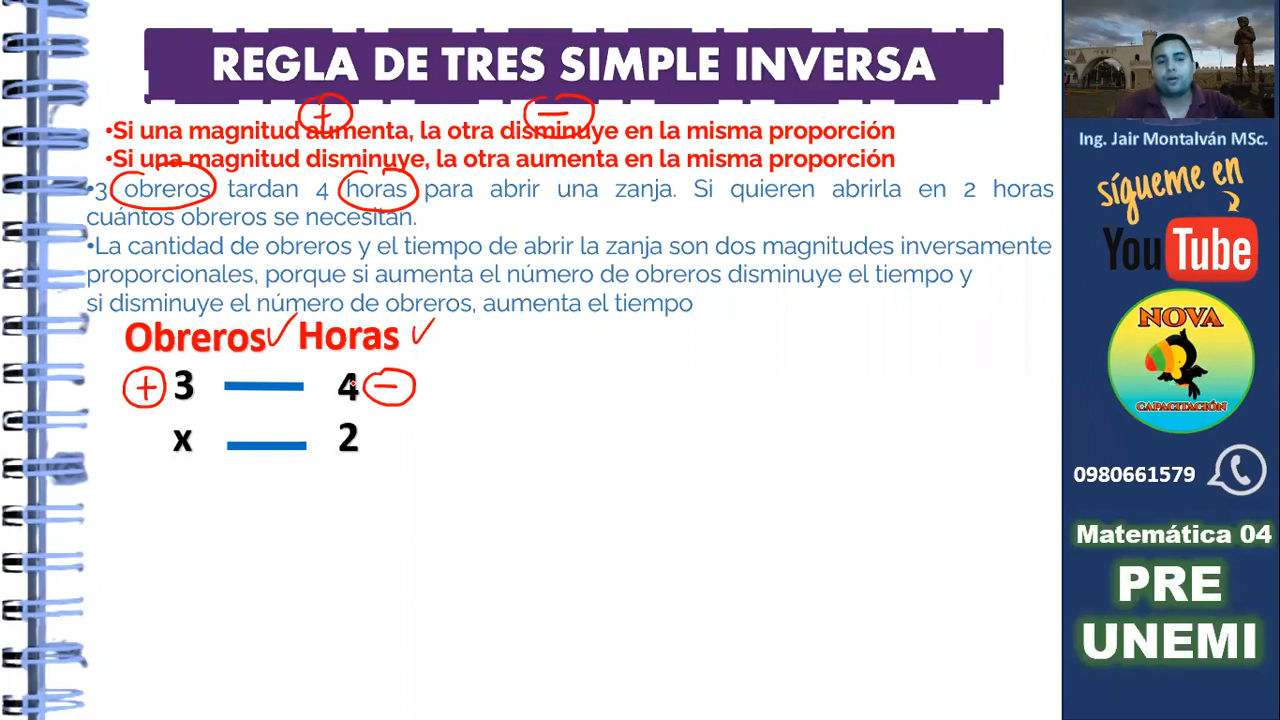 REGLA DE TRES SIMPLE INVERSA
+ −
•Si una magnitud aumenta, la otra disminuye en la misma proporción
•Si una magnitud disminuye, la otra aumenta en la misma proporción
•3 obreros tardan 4 horas para abrir una zanja. Si quieren abrirla en 2 horas
cuántos obreros se necesitan.
•La cantidad de obreros y el tiempo de abrir la zanja son dos magnitudes inversamente
proporcionales, porque si aumenta el número de obreros disminuye el tiempo y
si disminuye el número de obreros, aumenta el tiempo
Obreros✓ Horas ✓
+ 3 — 4 −
x — 2
Ing. Jair Montalván MSc.
sígueme en
YouTube
NOVA
CAPACITACIÓN
0980661579
Matemática 04
PRE
UNEMI